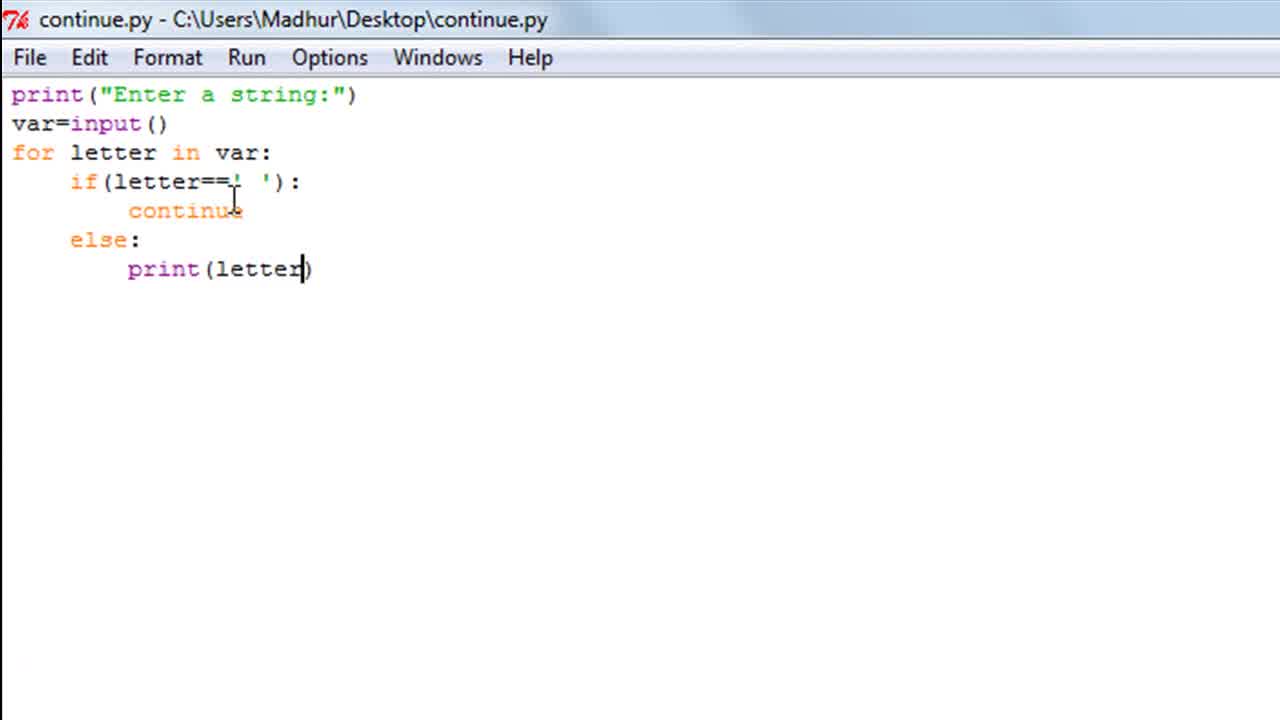 continue.py - C:\Users\Madhur\Desktop\continue.py
File Edit Format Run Options Windows Help
print("Enter a string:")
var=input()
for letter in var:
    if(letter==' '):
        continue
    else:
        print(letter)